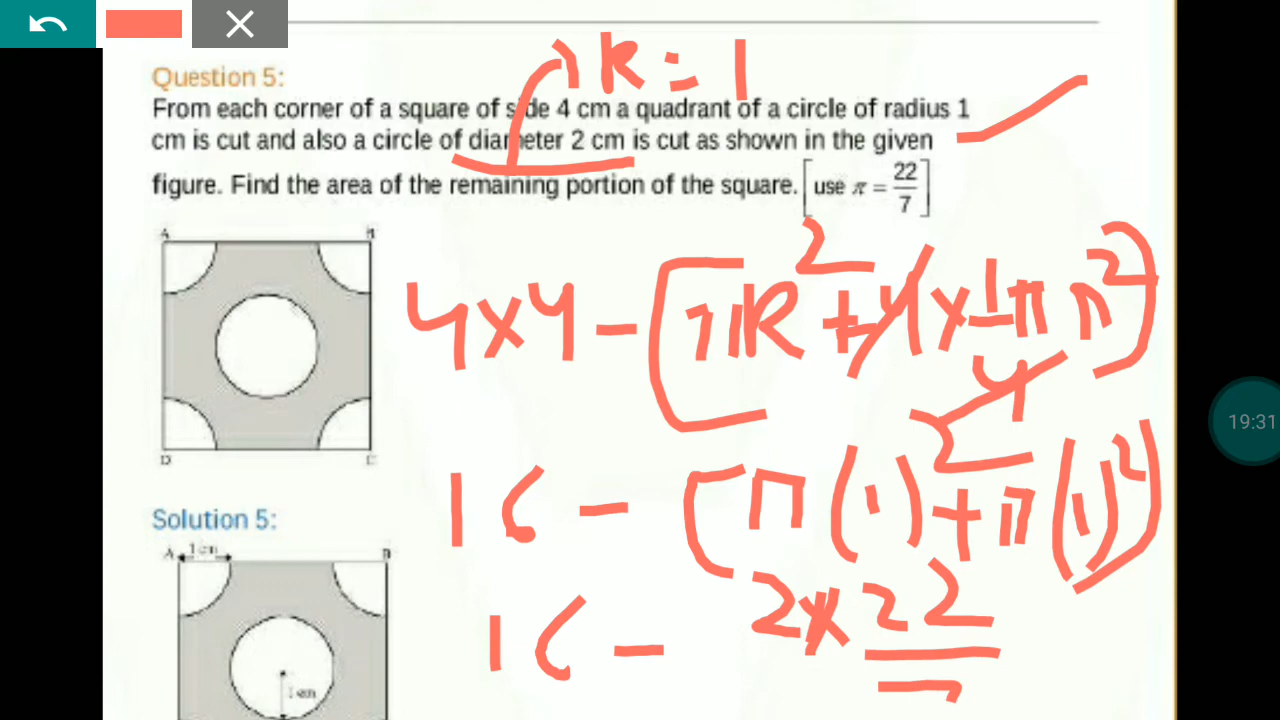 R = 1
Question 5:
From each corner of a square of side 4 cm a quadrant of a circle of radius 1
cm is cut and also a circle of diameter 2 cm is cut as shown in the given
figure. Find the area of the remaining portion of the square. [use π = 22/7]
A B
D C
4×4 - [πR² + 4 × 1/4 π r²]
16 - [π(1)² + π(1)²]
16 - 2× 22/7
19:31
Solution 5:
A 1 cm B
1 cm